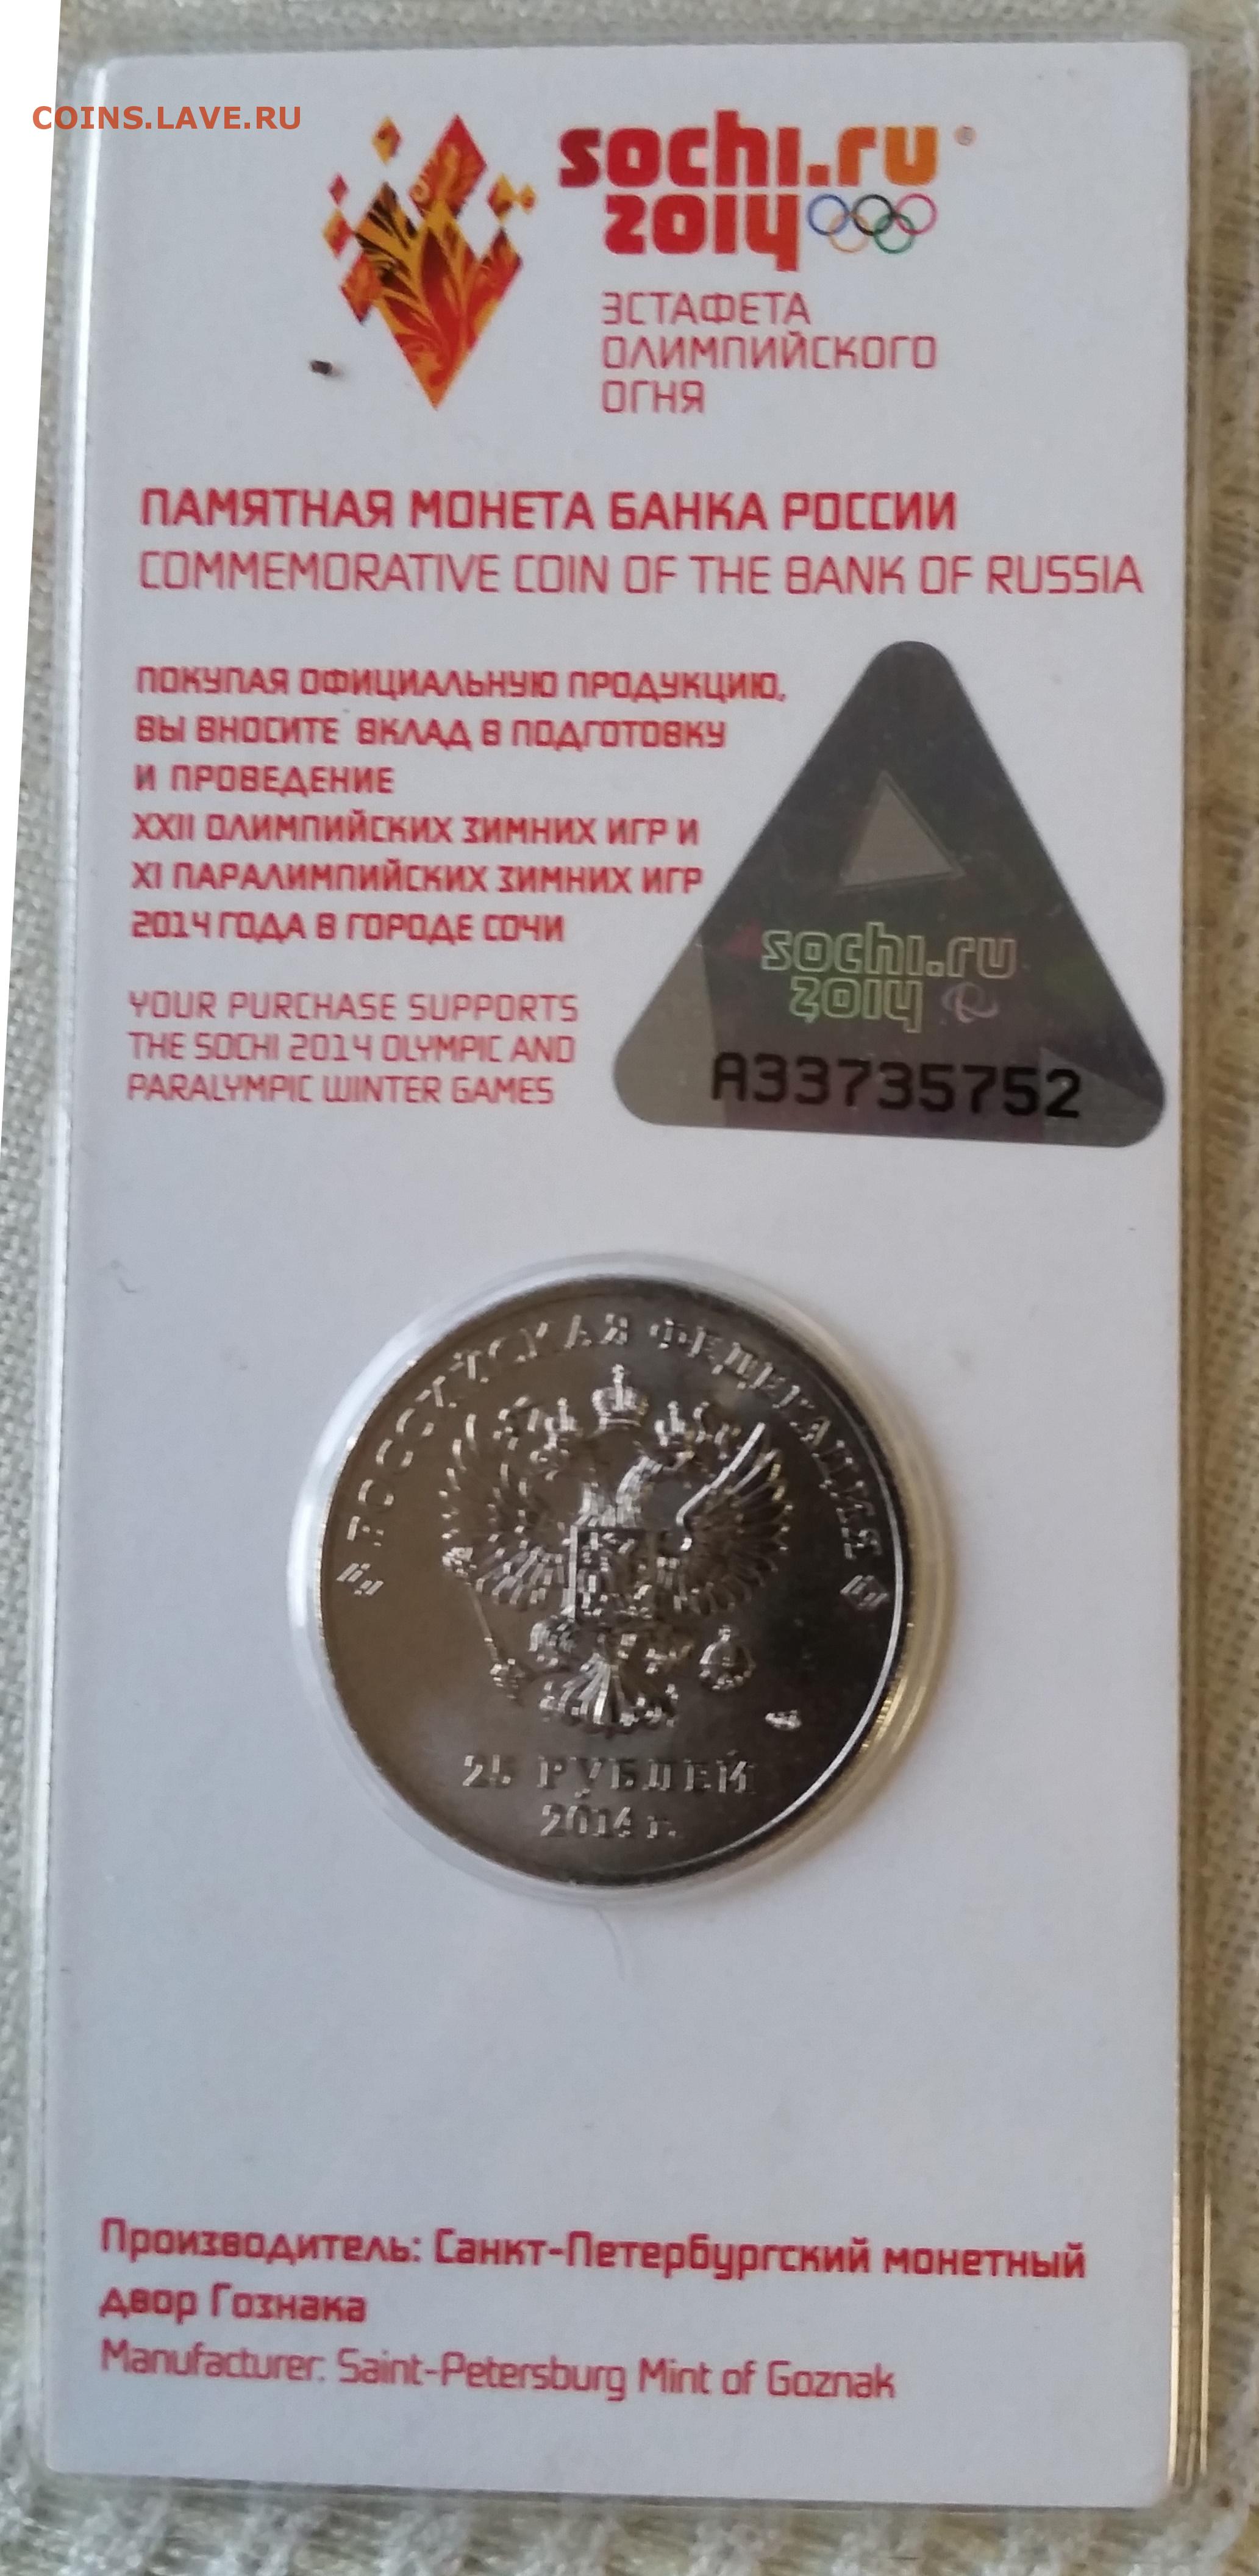 COINS.LAVE.RU
sochi.ru ®
2014
ЭСТАФЕТА
ОЛИМПИЙСКОГО
ОГНЯ
ПАМЯТНАЯ МОНЕТА БАНКА РОССИИ
COMMEMORATIVE COIN OF THE BANK OF RUSSIA
ПОКУПАЯ ОФИЦИАЛЬНУЮ ПРОДУКЦИЮ,
ВЫ ВНОСИТЕ ВКЛАД В ПОДГОТОВКУ
И ПРОВЕДЕНИЕ
XXII ОЛИМПИЙСКИХ ЗИМНИХ ИГР И
XI ПАРАЛИМПИЙСКИХ ЗИМНИХ ИГР
2014 ГОДА В ГОРОДЕ СОЧИ
YOUR PURCHASE SUPPORTS
THE SOCHI 2014 OLYMPIC AND
PARALYMPIC WINTER GAMES
sochi.ru
2014
A33735752
РОССИЙСКАЯ ФЕДЕРАЦИЯ
25 РУБЛЕЙ
2014 г.
Производитель: Санкт-Петербургский монетный
двор Гознака
Manufacturer: Saint-Petersburg Mint of Goznak